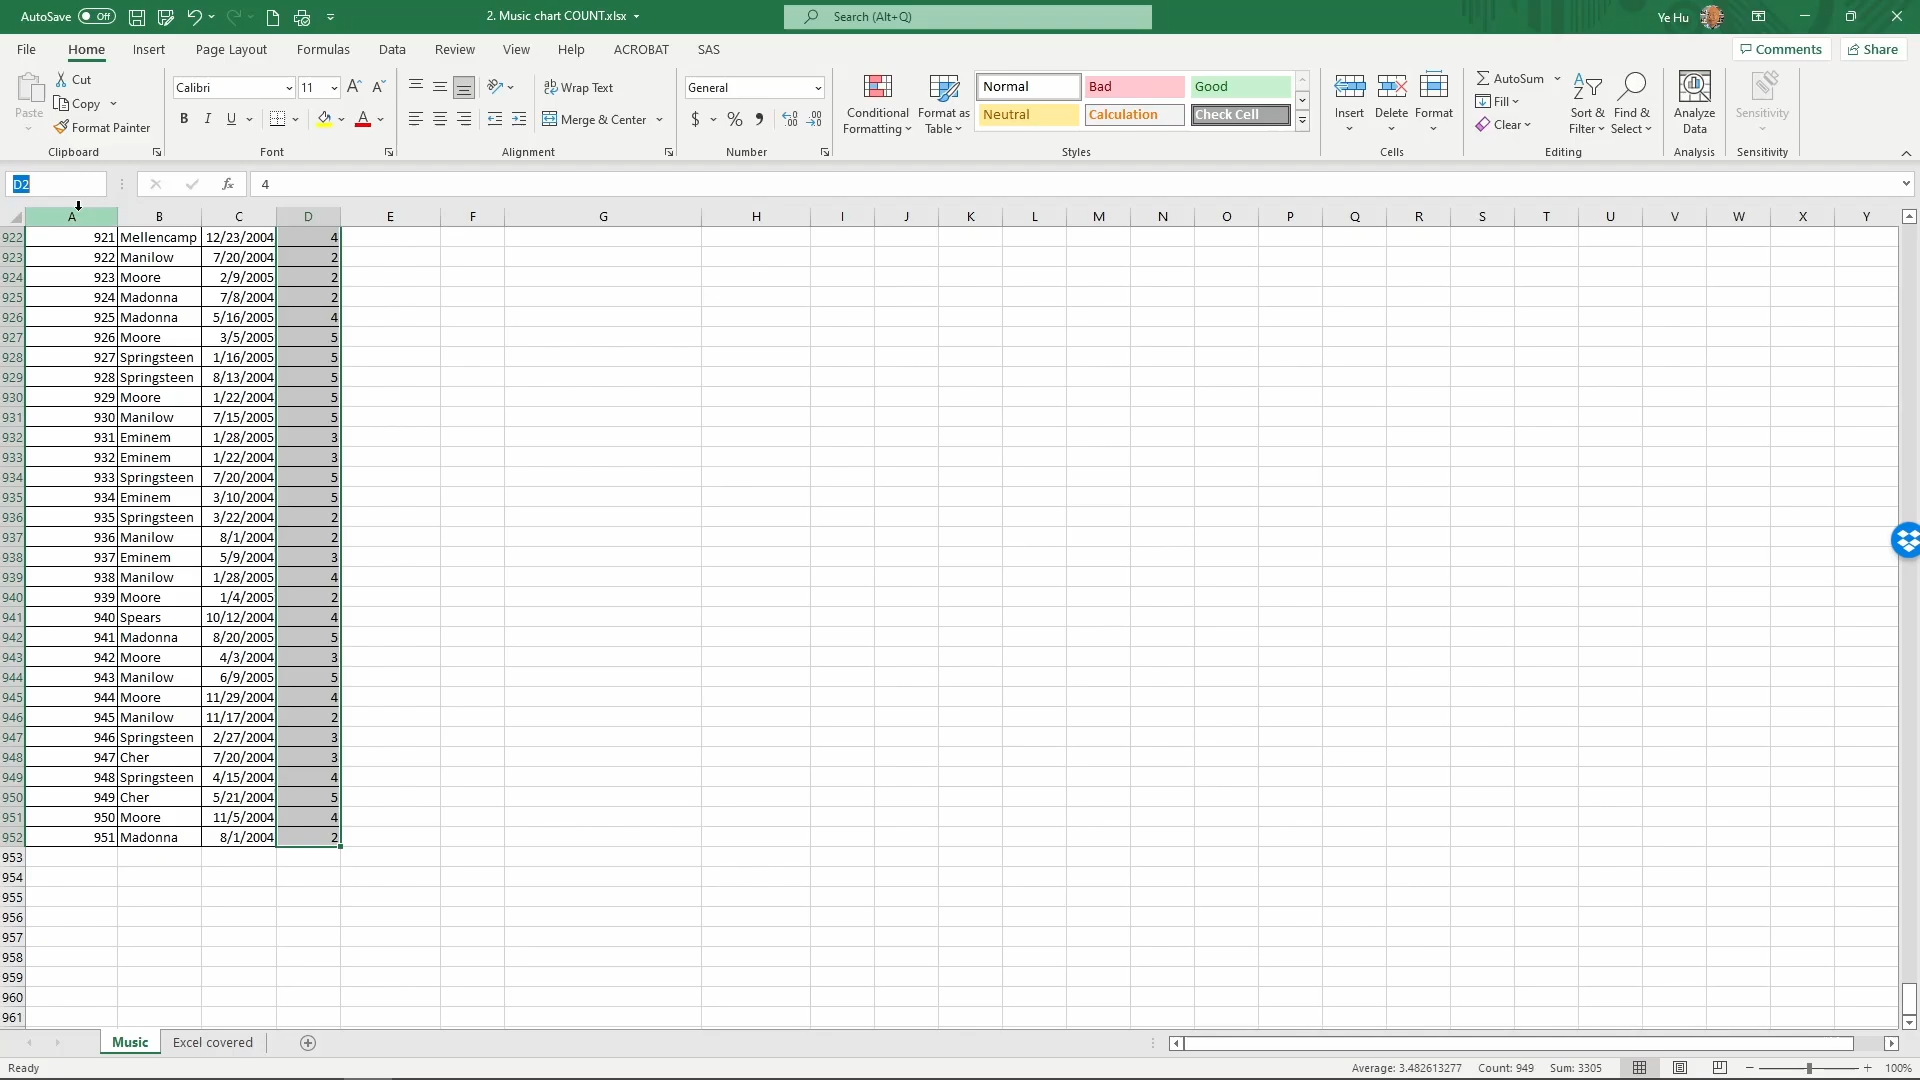 AutoSave Off 2. Music chart COUNT.xlsx Search (Alt+Q) Ye Hu
File Home Insert Page Layout Formulas Data Review View Help ACROBAT SAS Comments Share
Paste Cut Copy Format Painter
Calibri 11 A A B I U A
Wrap Text Merge & Center
General $ % 9
Conditional Formatting Format as Table
Normal Bad Good
Neutral Calculation Check Cell
Insert Delete Format
AutoSum Fill Clear
Sort & Filter Find & Select
Analyze Data Sensitivity
Clipboard Font Alignment Number Styles Cells Editing Analysis Sensitivity
D2 fx 4
A B C D E F G H I J K L M N O P Q R S T U V W X Y
922 921 Mellencamp 12/23/2004 4
923 922 Manilow 7/20/2004 2
924 923 Moore 2/9/2005 2
925 924 Madonna 7/8/2004 2
926 925 Madonna 5/16/2005 4
927 926 Moore 3/5/2005 5
928 927 Springsteen 1/16/2005 5
929 928 Springsteen 8/13/2004 5
930 929 Moore 1/22/2004 5
931 930 Manilow 7/15/2005 5
932 931 Eminem 1/28/2005 3
933 932 Eminem 1/22/2004 3
934 933 Springsteen 7/20/2004 5
935 934 Eminem 3/10/2004 5
936 935 Springsteen 3/22/2004 2
937 936 Manilow 8/1/2004 2
938 937 Eminem 5/9/2004 3
939 938 Manilow 1/28/2005 4
940 939 Moore 1/4/2005 2
941 940 Spears 10/12/2004 4
942 941 Madonna 8/20/2005 5
943 942 Moore 4/3/2004 3
944 943 Manilow 6/9/2005 5
945 944 Moore 11/29/2004 4
946 945 Manilow 11/17/2004 2
947 946 Springsteen 2/27/2004 3
948 947 Cher 7/20/2004 3
949 948 Springsteen 4/15/2004 4
950 949 Cher 5/21/2004 5
951 950 Moore 11/5/2004 4
952 951 Madonna 8/1/2004 2
953
954
955
956
957
958
959
960
961
Music Excel covered
Ready Average: 3.482613277 Count: 949 Sum: 3305 100%